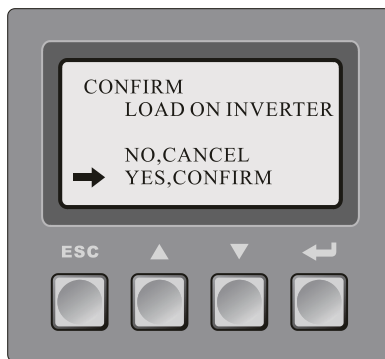 CONFIRM
LOAD ON INVERTER
NO,CANCEL
YES,CONFIRM
ESC